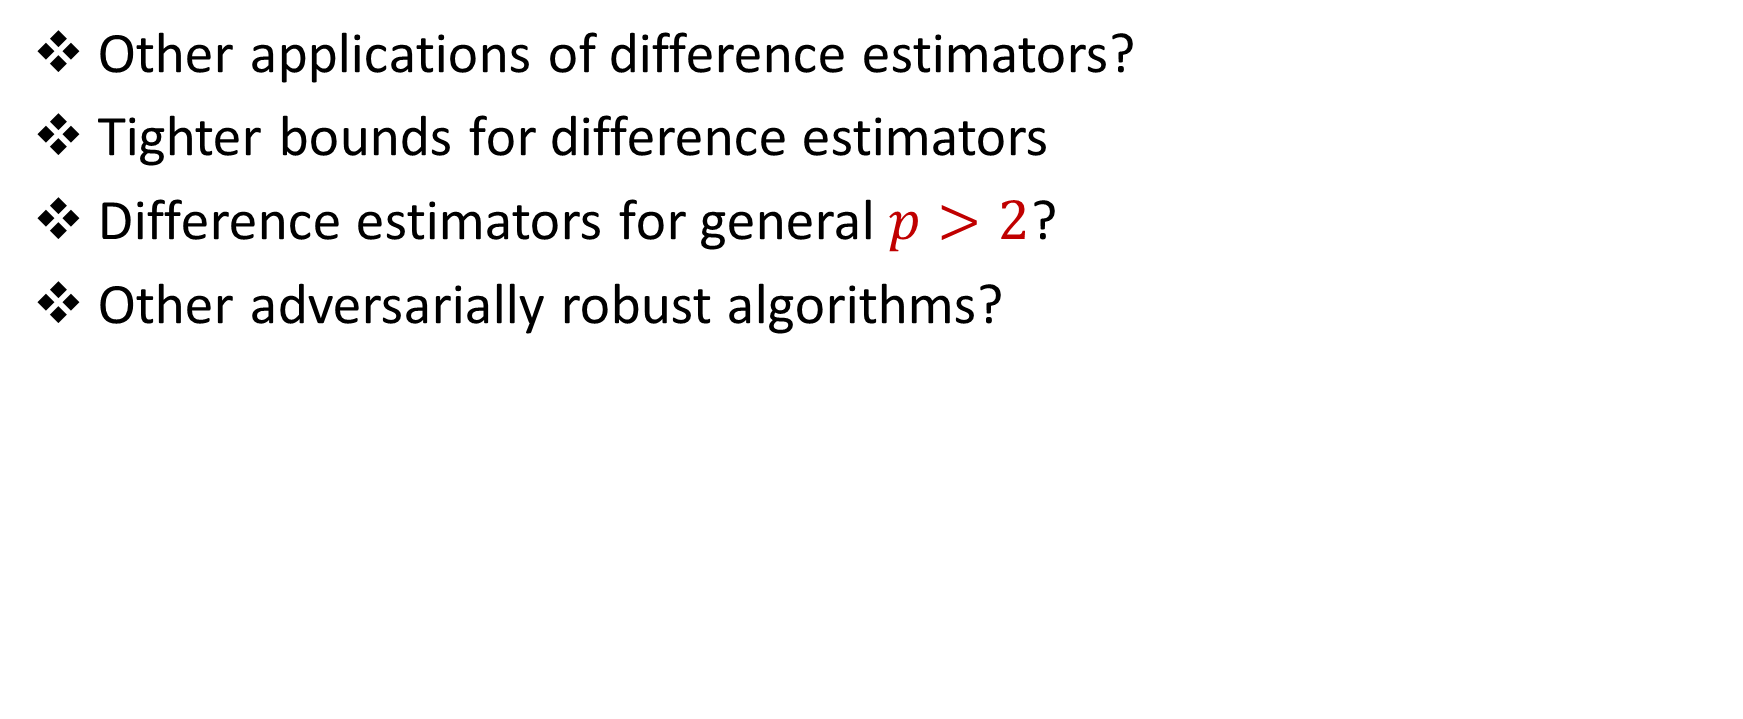 ❖ Other applications of difference estimators?
❖ Tighter bounds for difference estimators
❖ Difference estimators for general p > 2?
❖ Other adversarially robust algorithms?